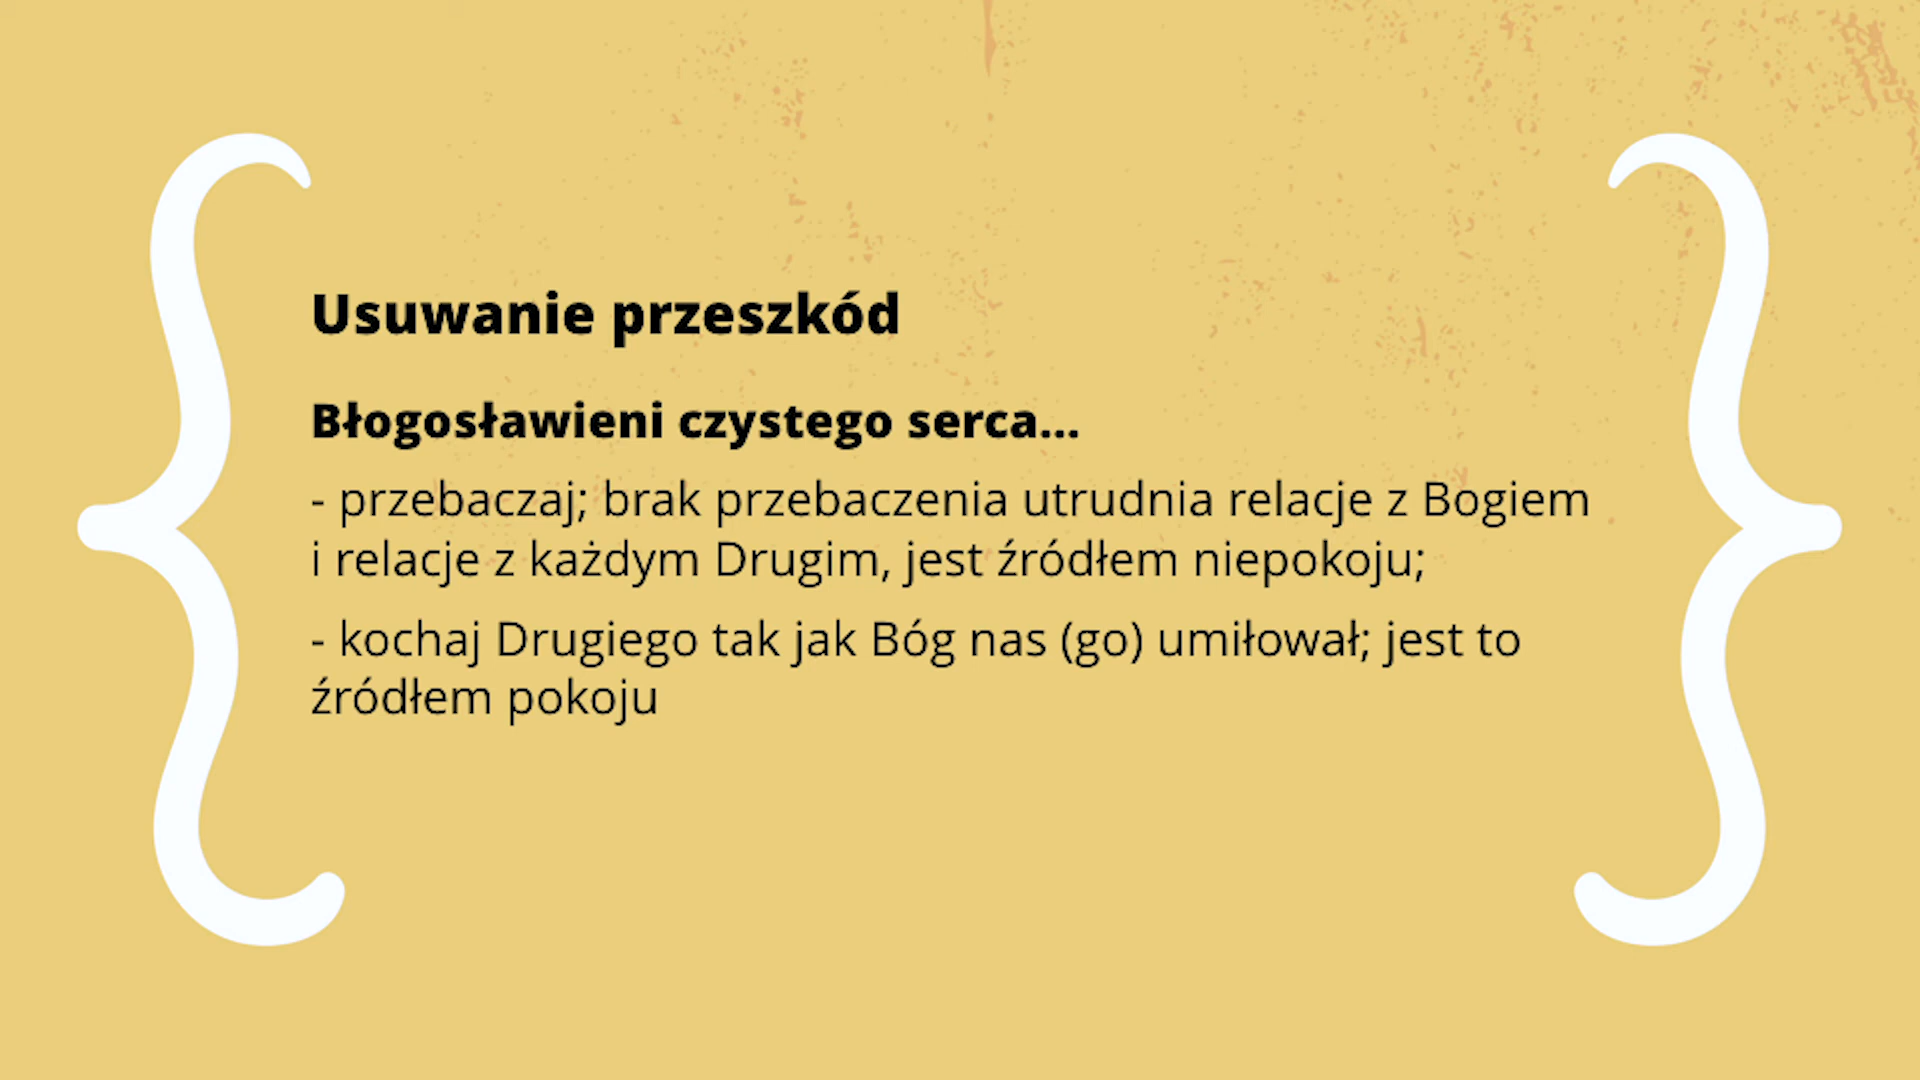 Usuwanie przeszkód
Błogosławieni czystego serca...
- przebaczaj; brak przebaczenia utrudnia relacje z Bogiem
i relacje z każdym Drugim, jest źródłem niepokoju;
- kochaj Drugiego tak jak Bóg nas (go) umiłował; jest to
źródłem pokoju